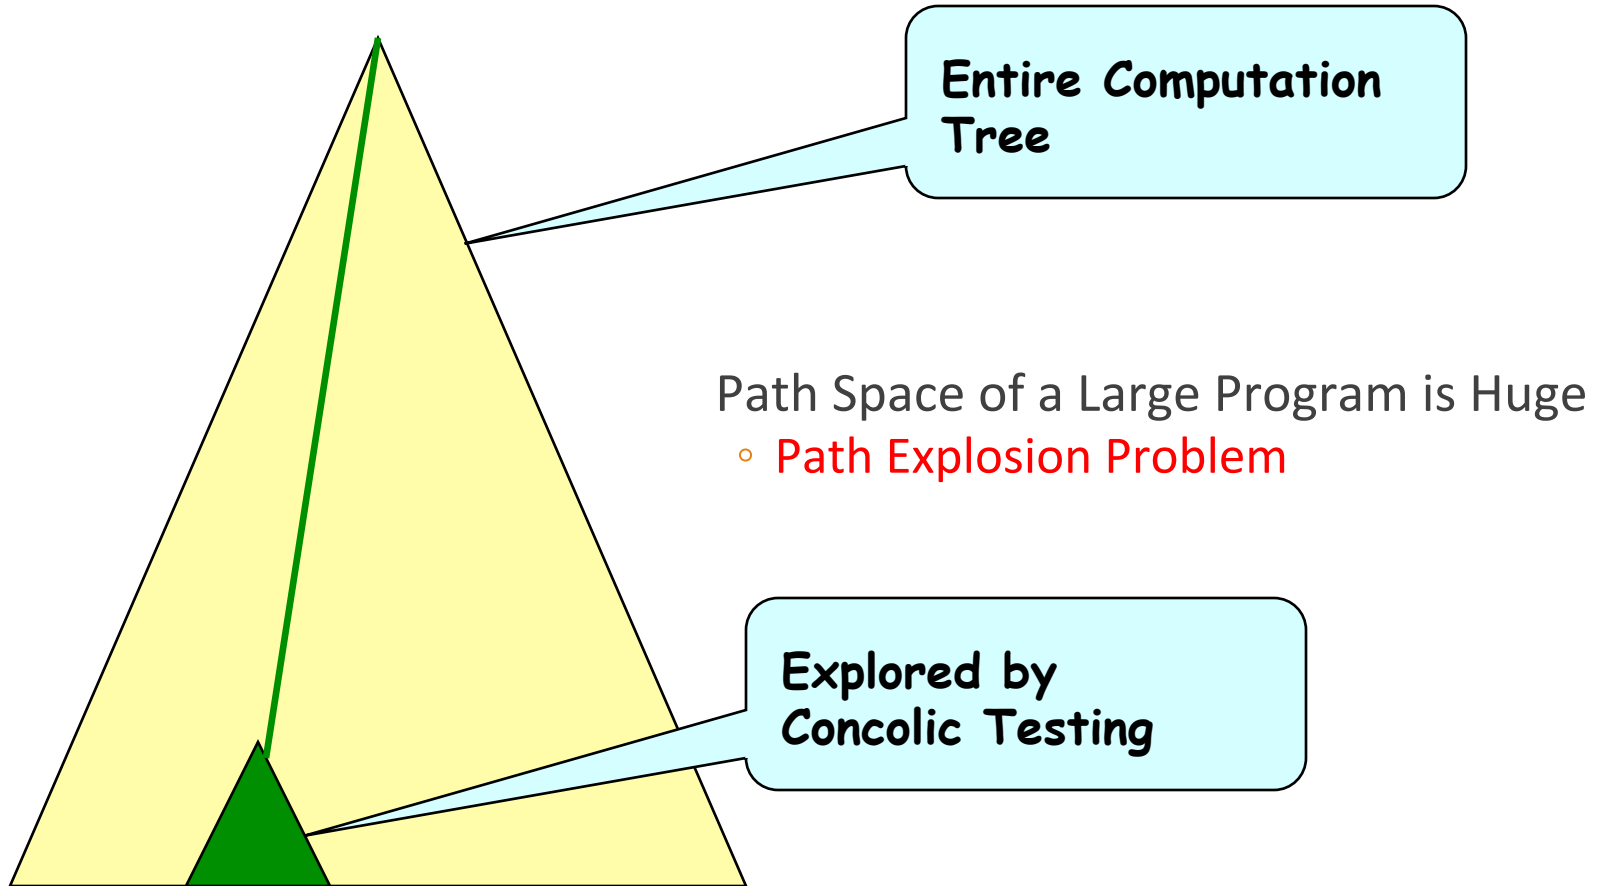 Entire Computation
Tree
Path Space of a Large Program is Huge
◦ Path Explosion Problem
Explored by
Concolic Testing